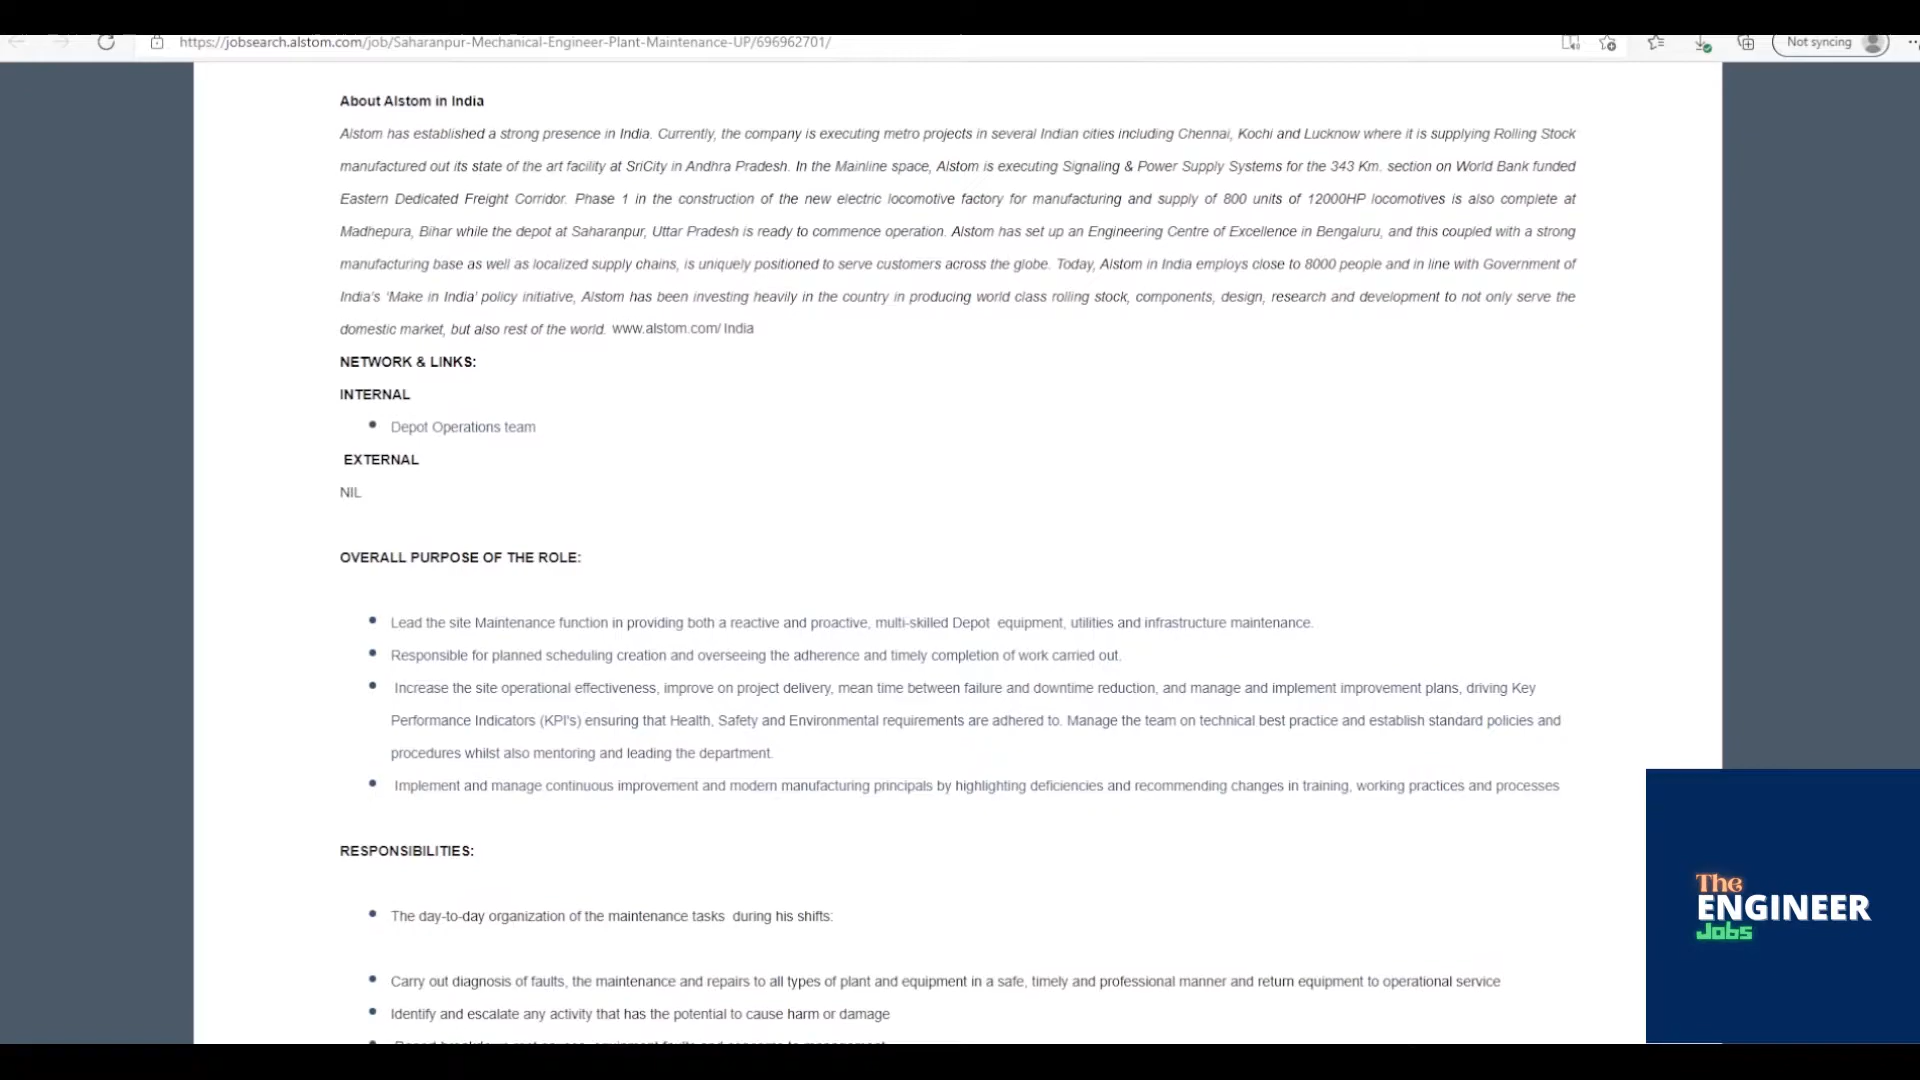 https://jobsearch.alstom.com/job/Saharanpur-Mechanical-Engineer-Plant-Maintenance-UP/696962701/
Not syncing
About Alstom in India
Alstom has established a strong presence in India. Currently, the company is executing metro projects in several Indian cities including Chennai, Kochi and Lucknow where it is supplying Rolling Stock
manufactured out its state of the art facility at SriCity in Andhra Pradesh. In the Mainline space, Alstom is executing Signaling & Power Supply Systems for the 343 Km. section on World Bank funded
Eastern Dedicated Freight Corridor. Phase 1 in the construction of the new electric locomotive factory for manufacturing and supply of 800 units of 12000HP locomotives is also complete at
Madhepura, Bihar while the depot at Saharanpur, Uttar Pradesh is ready to commence operation. Alstom has set up an Engineering Centre of Excellence in Bengaluru, and this coupled with a strong
manufacturing base as well as localized supply chains, is uniquely positioned to serve customers across the globe. Today, Alstom in India employs close to 8000 people and in line with Government of
India's ‘Make in India’ policy initiative, Alstom has been investing heavily in the country in producing world class rolling stock, components, design, research and development to not only serve the
domestic market, but also rest of the world. www.alstom.com/ India
NETWORK & LINKS:
INTERNAL
Depot Operations team
EXTERNAL
NIL
OVERALL PURPOSE OF THE ROLE:
Lead the site Maintenance function in providing both a reactive and proactive, multi-skilled Depot equipment, utilities and infrastructure maintenance.
Responsible for planned scheduling creation and overseeing the adherence and timely completion of work carried out.
Increase the site operational effectiveness, improve on project delivery, mean time between failure and downtime reduction, and manage and implement improvement plans, driving Key
Performance Indicators (KPI's) ensuring that Health, Safety and Environmental requirements are adhered to. Manage the team on technical best practice and establish standard policies and
procedures whilst also mentoring and leading the department.
Implement and manage continuous improvement and modern manufacturing principals by highlighting deficiencies and recommending changes in training, working practices and processes
RESPONSIBILITIES:
The day-to-day organization of the maintenance tasks during his shifts:
Carry out diagnosis of faults, the maintenance and repairs to all types of plant and equipment in a safe, timely and professional manner and return equipment to operational service
Identify and escalate any activity that has the potential to cause harm or damage
The
ENGINEER
Jobs